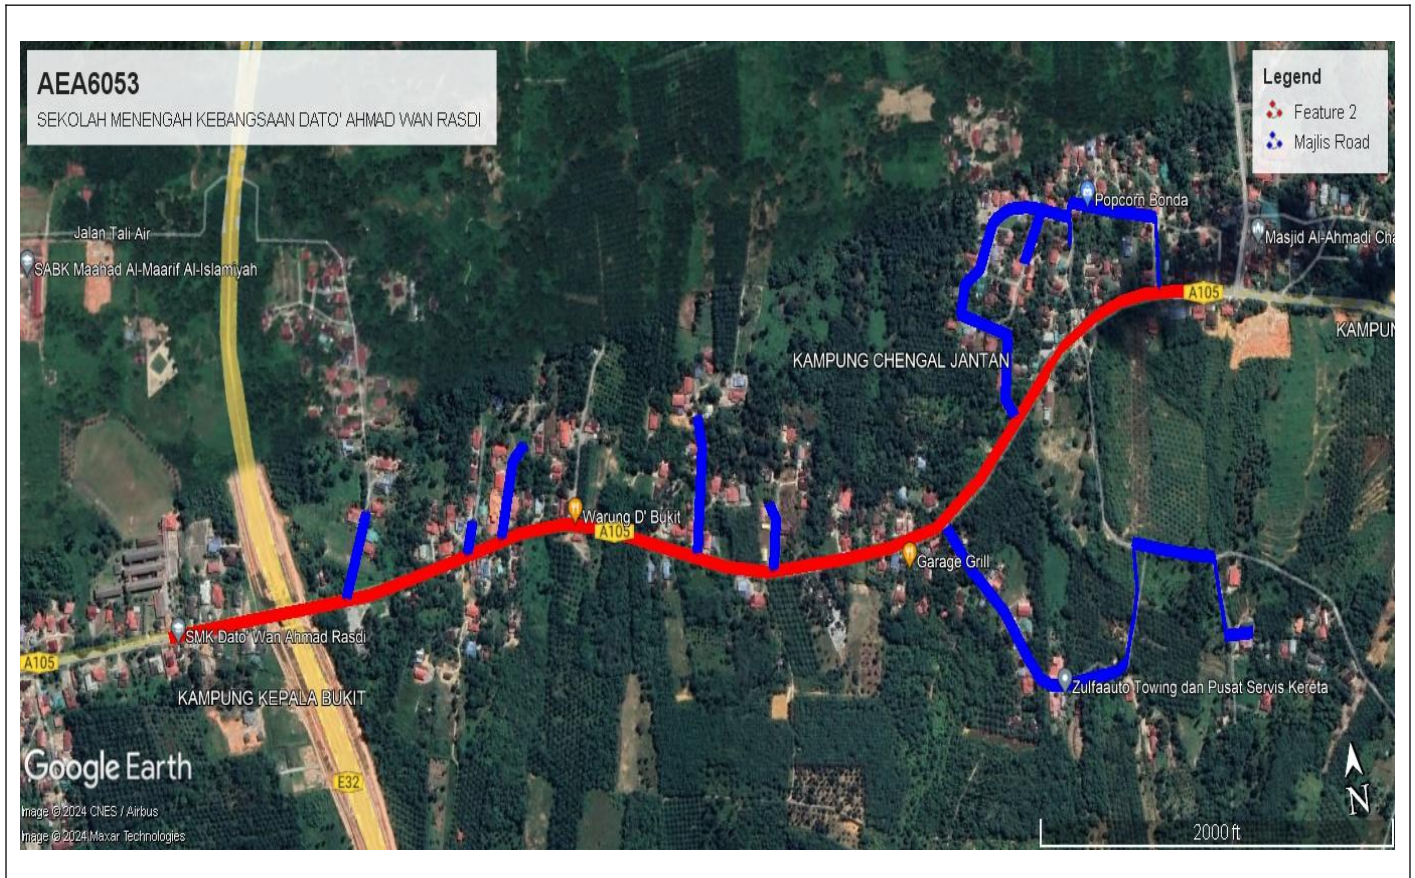 AEA6053
SEKOLAH MENENGAH KEBANGSAAN DATO' AHMAD WAN RASDI
Legend
Feature 2
Majlis Road
Popcorn Bonda
Jalan Tali Air
Masjid Al-Ahmadi Cha
SABK Maahad Al-Maarif Al-Islamiyah
A105
KAMPUN
KAMPUNG CHENGAL JANTAN
Warung D' Bukit
A105
Garage Grill
SMK Dato' Wan Ahmad Rasdi
A105
KAMPUNG KEPALA BUKIT
Zulfaauto Towing dan Pusat Servis Kereta
Google Earth
E32
N
Image © 2024 CNES / Airbus
Image © 2024 Maxar Technologies
2000 ft